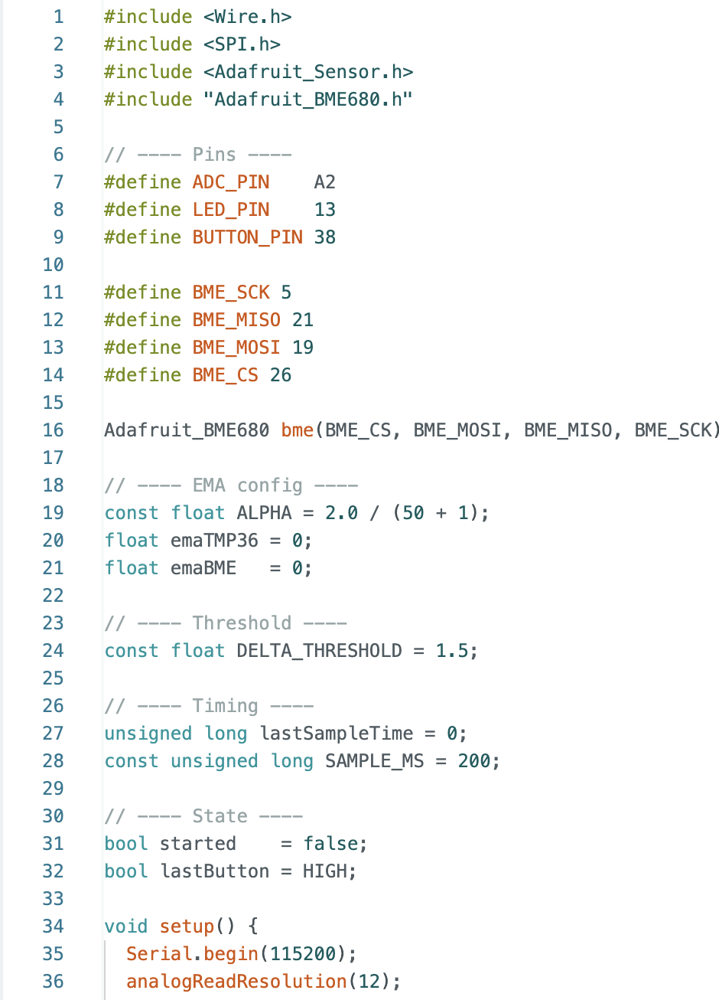 1 #include <Wire.h>
2 #include <SPI.h>
3 #include <Adafruit_Sensor.h>
4 #include "Adafruit_BME680.h"
5
6 // ---- Pins ----
7 #define ADC_PIN    A2
8 #define LED_PIN    13
9 #define BUTTON_PIN 38
10
11 #define BME_SCK 5
12 #define BME_MISO 21
13 #define BME_MOSI 19
14 #define BME_CS 26
15
16 Adafruit_BME680 bme(BME_CS, BME_MOSI, BME_MISO, BME_SCK)
17
18 // ---- EMA config ----
19 const float ALPHA = 2.0 / (50 + 1);
20 float emaTMP36 = 0;
21 float emaBME   = 0;
22
23 // ---- Threshold ----
24 const float DELTA_THRESHOLD = 1.5;
25
26 // ---- Timing ----
27 unsigned long lastSampleTime = 0;
28 const unsigned long SAMPLE_MS = 200;
29
30 // ---- State ----
31 bool started    = false;
32 bool lastButton = HIGH;
33
34 void setup() {
35   Serial.begin(115200);
36   analogReadResolution(12);